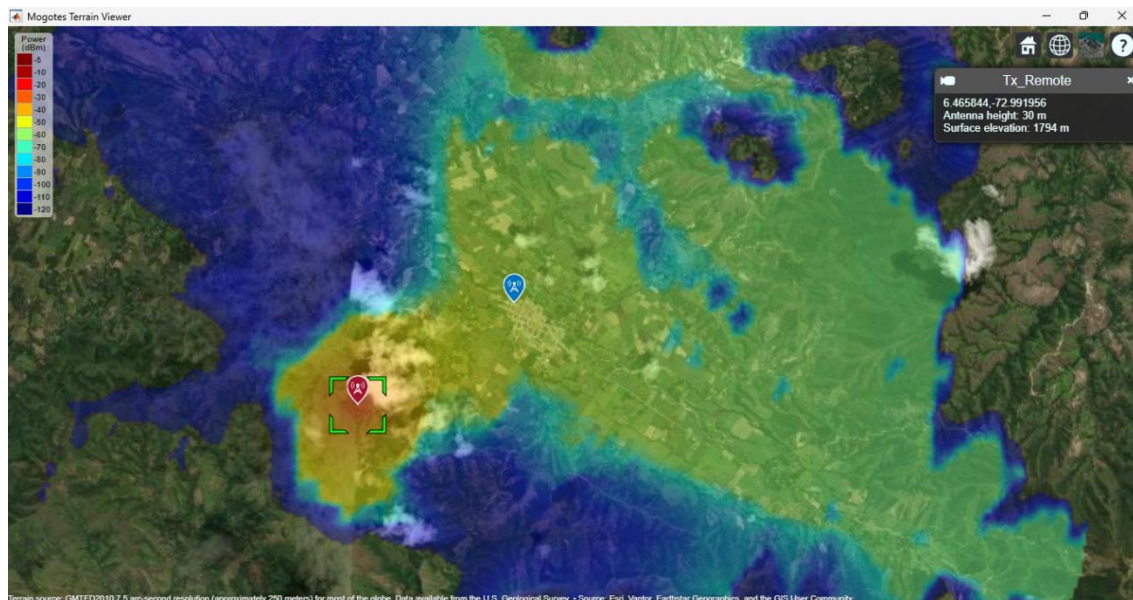 Mogotes Terrain Viewer
Power
(dBm)
-5
-10
-20
-30
-40
-50
-60
-70
-80
-90
-100
-110
-120
?
Tx_Remote
6.465844,-72.991956
Antenna height: 30 m
Surface elevation: 1794 m
Terrain source: GMTED2010 7.5 arc-second resolution (approximately 250 meters) for most of the globe. Data available from the U.S. Geological Survey. • Source: Esri, Vantor, Earthstar Geographics, and the GIS User Community